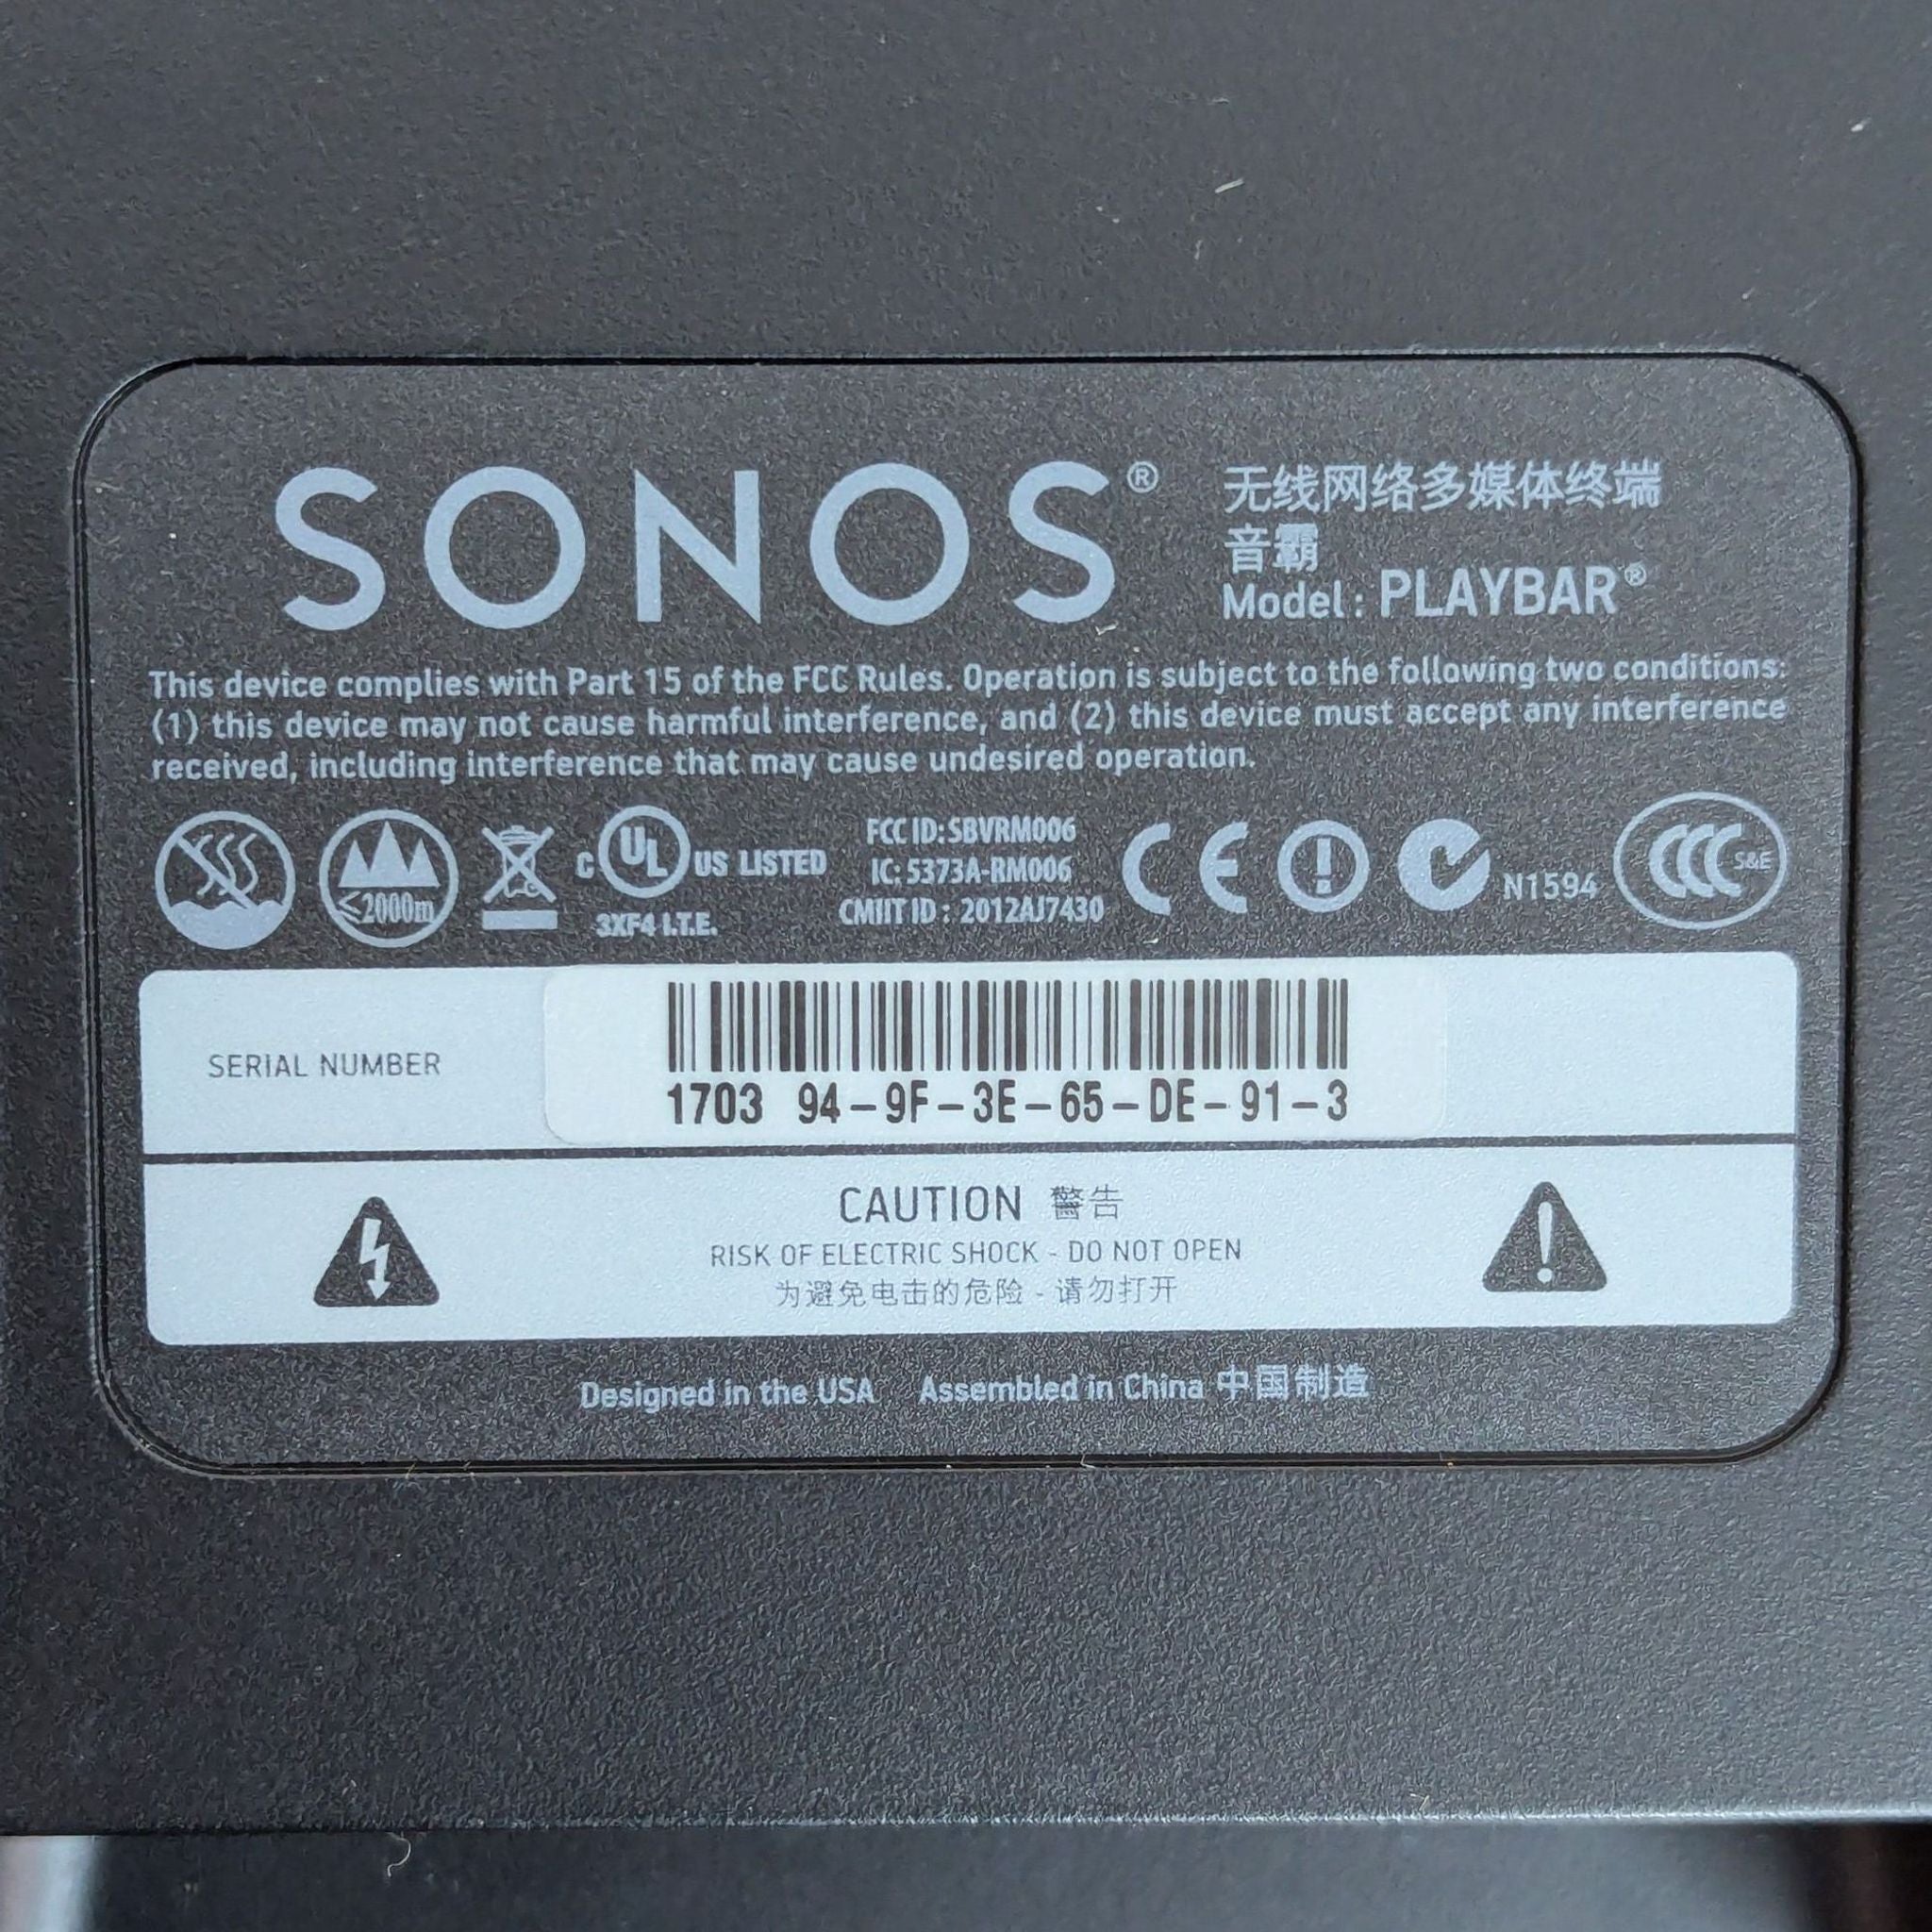 SONOS®
无线网络多媒体终端
音霸
Model: PLAYBAR®
This device complies with Part 15 of the FCC Rules. Operation is subject to the following two conditions:
(1) this device may not cause harmful interference, and (2) this device must accept any interference
received, including interference that may cause undesired operation.
≤2000m
C UL US LISTED
3XF4 I.T.E.
FCC ID: SBVRM006
IC: 5373A-RM006
CMIIT ID: 2012AJ7430
CE
N1594
CCC S&E
SERIAL NUMBER
1703 94-9F-3E-65-DE-91-3
CAUTION 警告
RISK OF ELECTRIC SHOCK - DO NOT OPEN
为避免电击的危险 - 请勿打开
Designed in the USA Assembled in China 中国制造